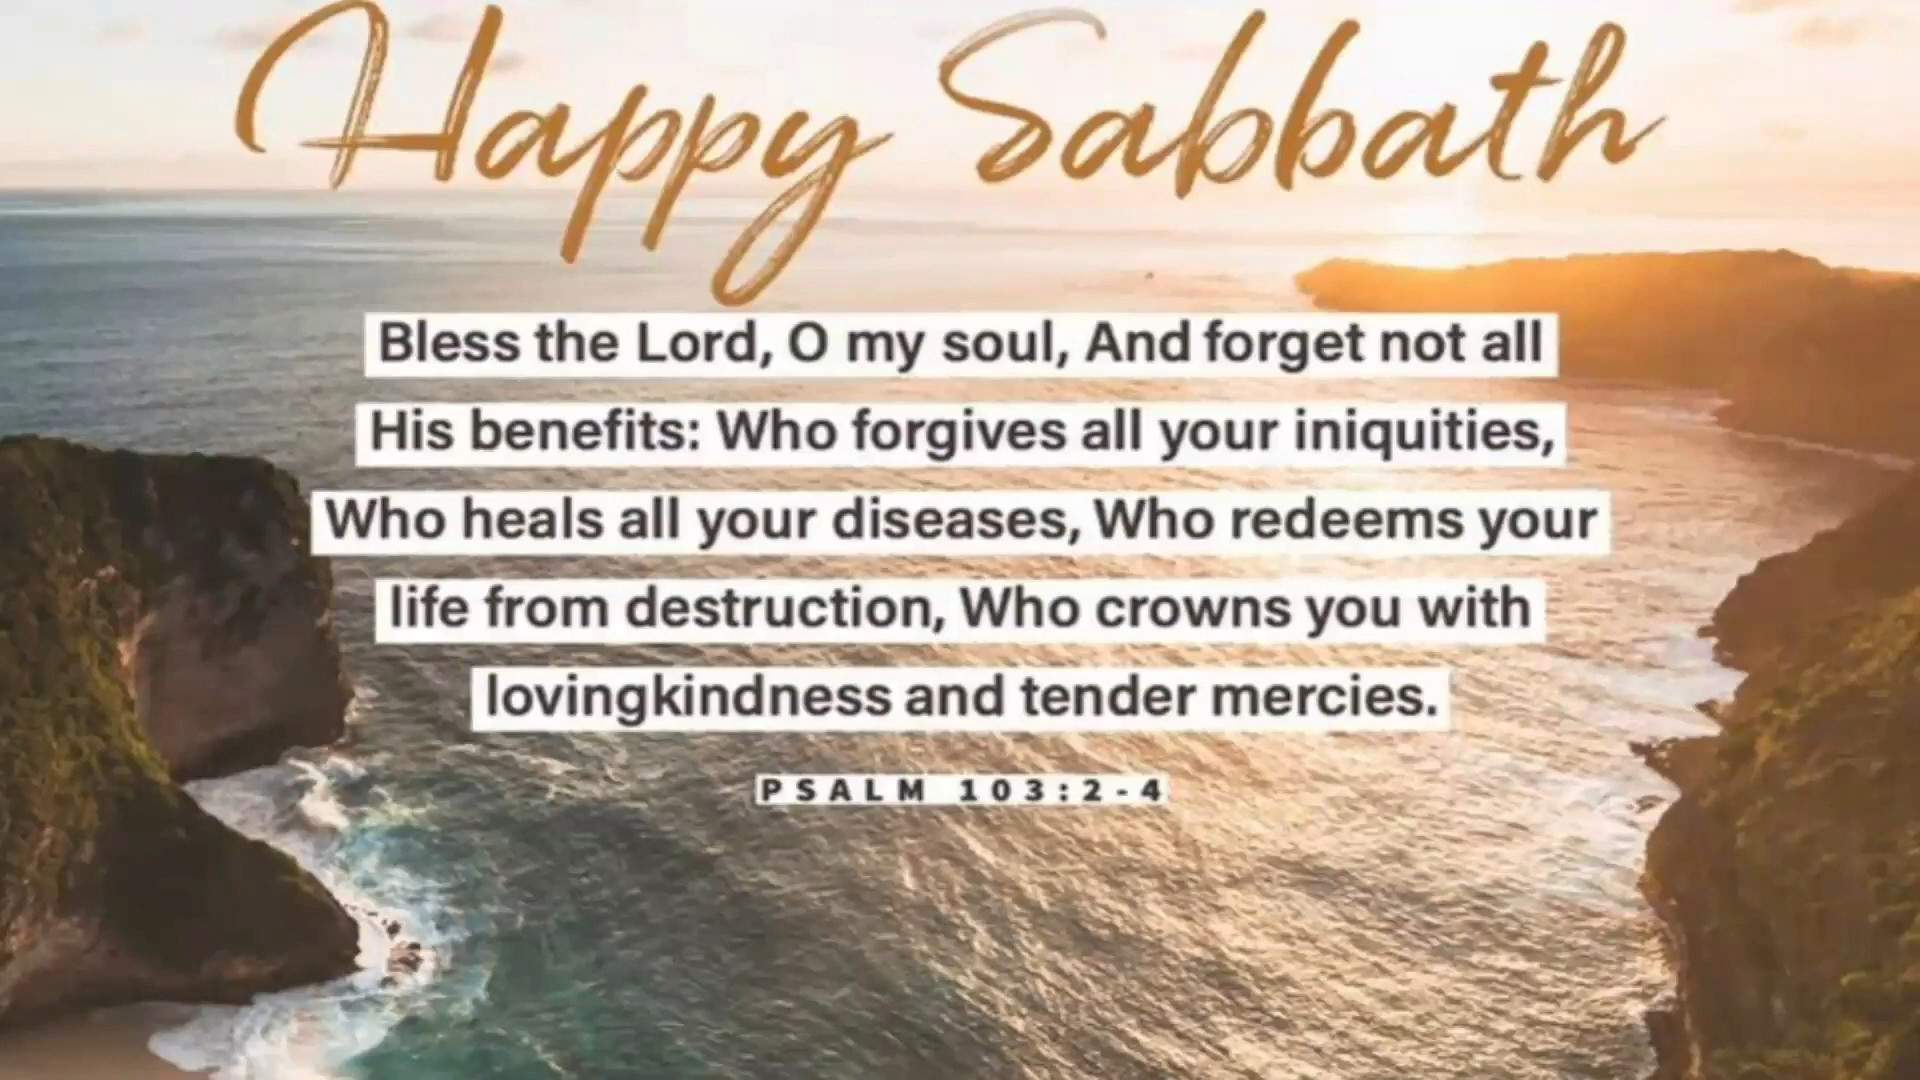 Happy Sabbath
Bless the Lord, O my soul, And forget not all
His benefits: Who forgives all your iniquities,
Who heals all your diseases, Who redeems your
life from destruction, Who crowns you with
lovingkindness and tender mercies.
PSALM 103:2-4